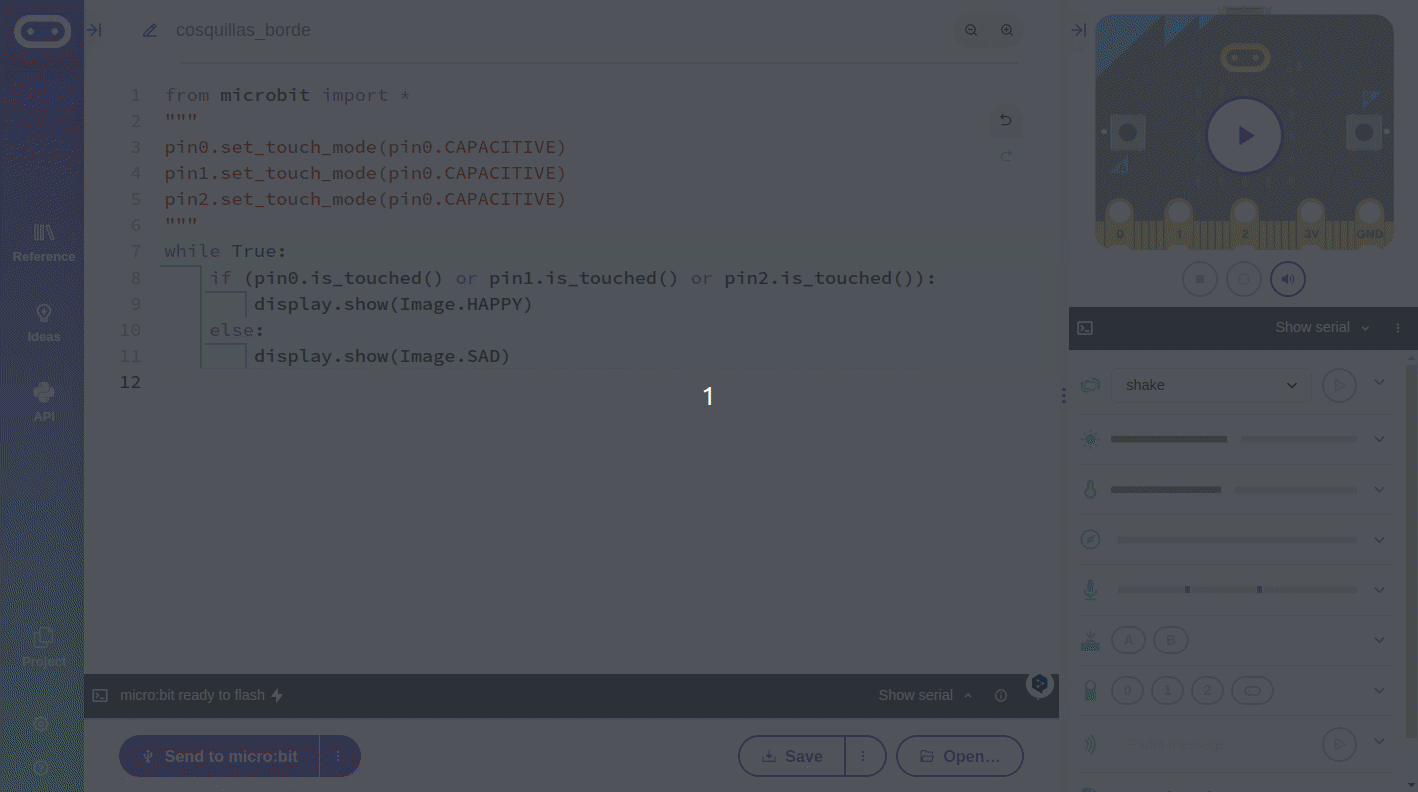 cosquillas_borde
1 from microbit import *
2 """
3 pin0.set_touch_mode(pin0.CAPACITIVE)
4 pin1.set_touch_mode(pin0.CAPACITIVE)
5 pin2.set_touch_mode(pin0.CAPACITIVE)
6 """
7 while True:
8 if (pin0.is_touched() or pin1.is_touched() or pin2.is_touched()):
9 display.show(Image.HAPPY)
10 else:
11 display.show(Image.SAD)
12
1
Reference
Ideas
API
Project
micro:bit ready to flash
Show serial
Send to micro:bit
Save
Open...
0 1 2 3V GND
Show serial
shake
A B
0 1 2